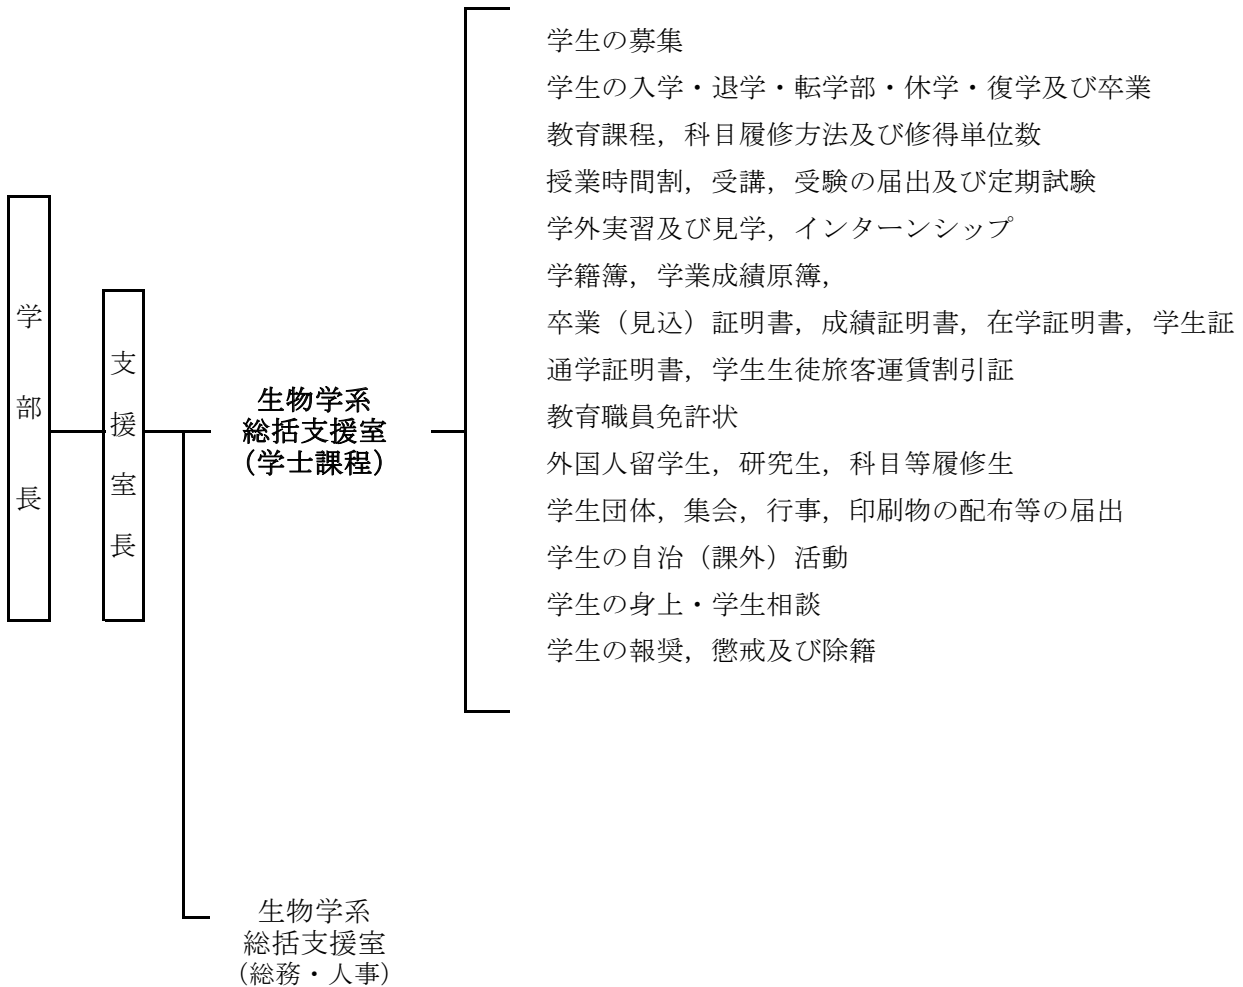 学部長
支援室長
生物学系
総括支援室
（学士課程）
学生の募集
学生の入学・退学・転学部・休学・復学及び卒業
教育課程，科目履修方法及び修得単位数
授業時間割，受講，受験の届出及び定期試験
学外実習及び見学，インターンシップ
学籍簿，学業成績原簿，
卒業（見込）証明書，成績証明書，在学証明書，学生証
通学証明書，学生生徒旅客運賃割引証
教育職員免許状
外国人留学生，研究生，科目等履修生
学生団体，集会，行事，印刷物の配布等の届出
学生の自治（課外）活動
学生の身上・学生相談
学生の報奨，懲戒及び除籍
生物学系
総括支援室
（総務・人事）